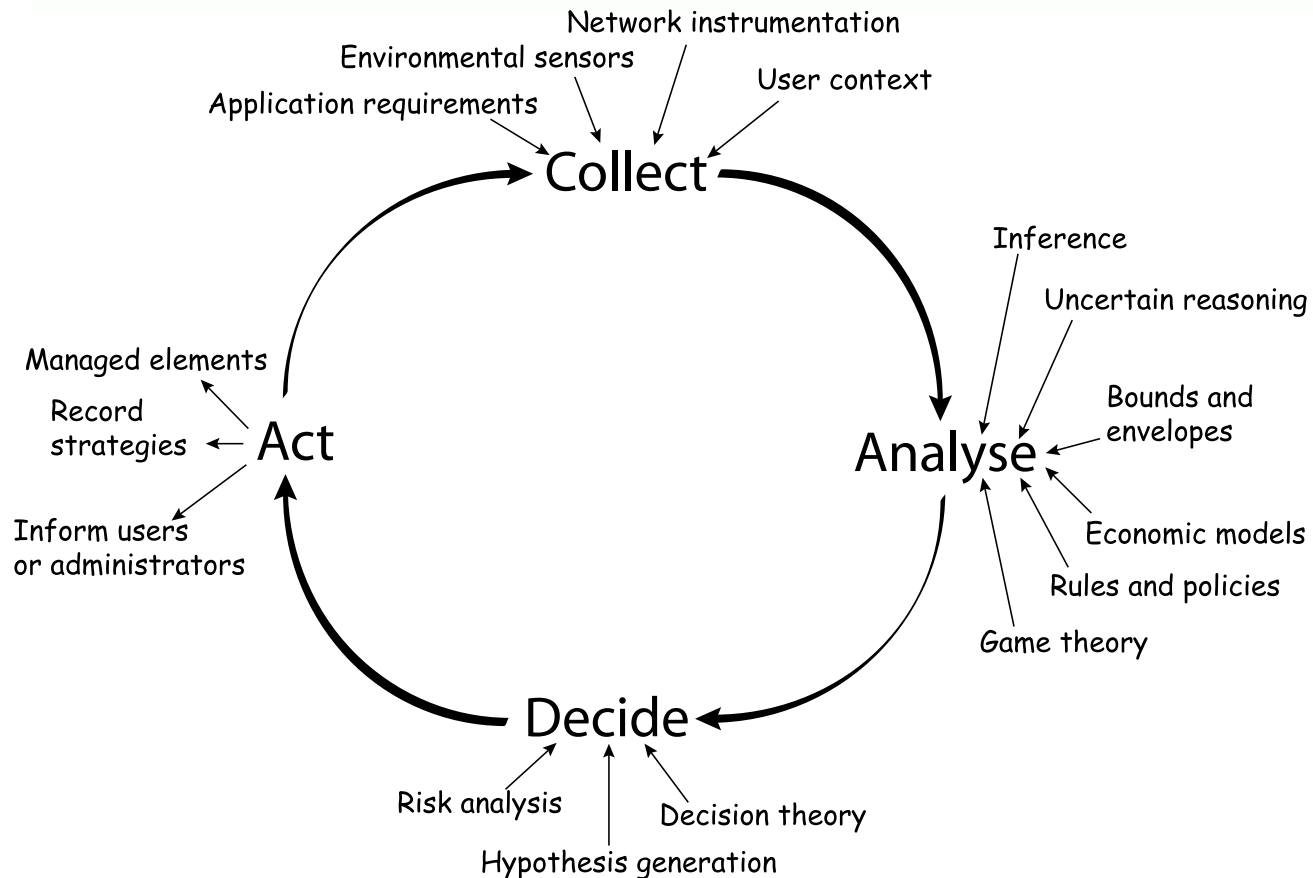 Network instrumentation
Environmental sensors
User context
Application requirements
Collect
Inference
Uncertain reasoning
Managed elements
Bounds and
envelopes
Record
strategies
Act
Analyse
Inform users
or administrators
Economic models
Rules and policies
Game theory
Decide
Risk analysis
Decision theory
Hypothesis generation